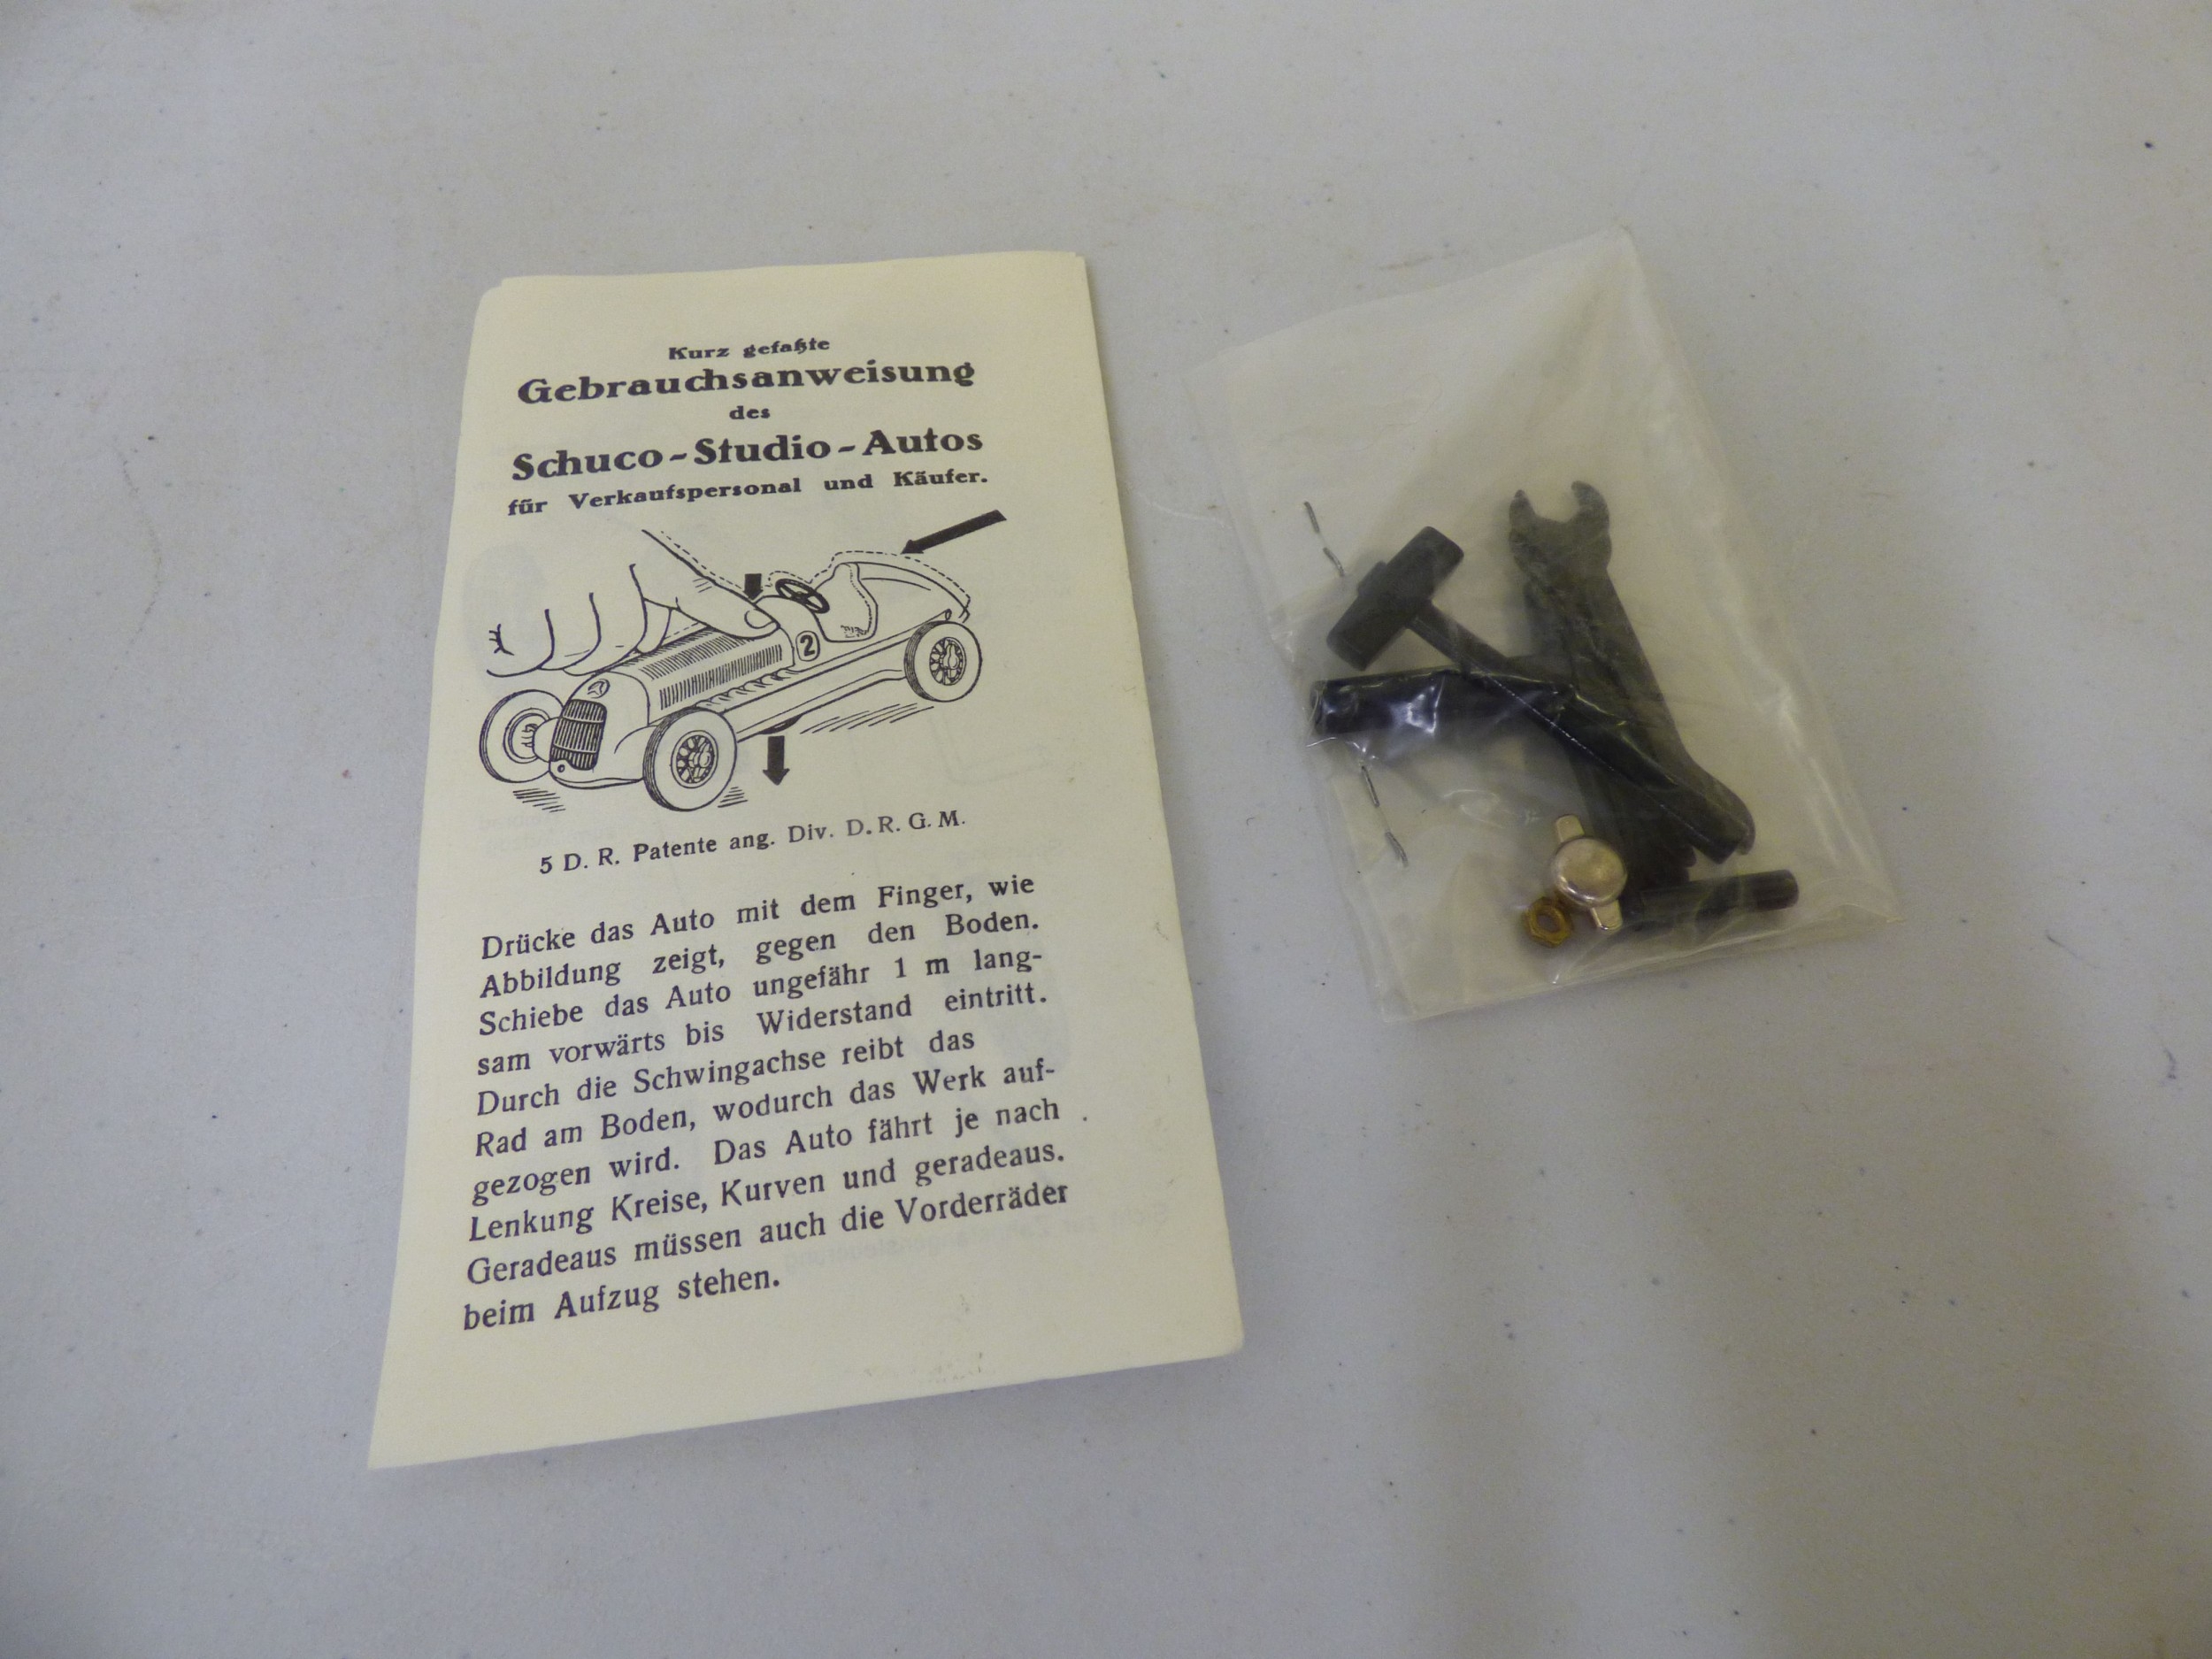 Kurz gefaßte
Gebrauchsanweisung
des
Schuco-Studio-Autos
für Verkaufspersonal und Käufer.
2
5 D. R. Patente ang. Div. D. R. G. M.
Drücke das Auto mit dem Finger, wie
Abbildung zeigt, gegen den Boden.
Schiebe das Auto ungefähr 1 m lang-
sam vorwärts bis Widerstand eintritt.
Durch die Schwingachse reibt das
Rad am Boden, wodurch das Werk auf-
gezogen wird. Das Auto fährt je nach
Lenkung Kreise, Kurven und geradeaus.
Geradeaus müssen auch die Vorderräder
beim Aufzug stehen.